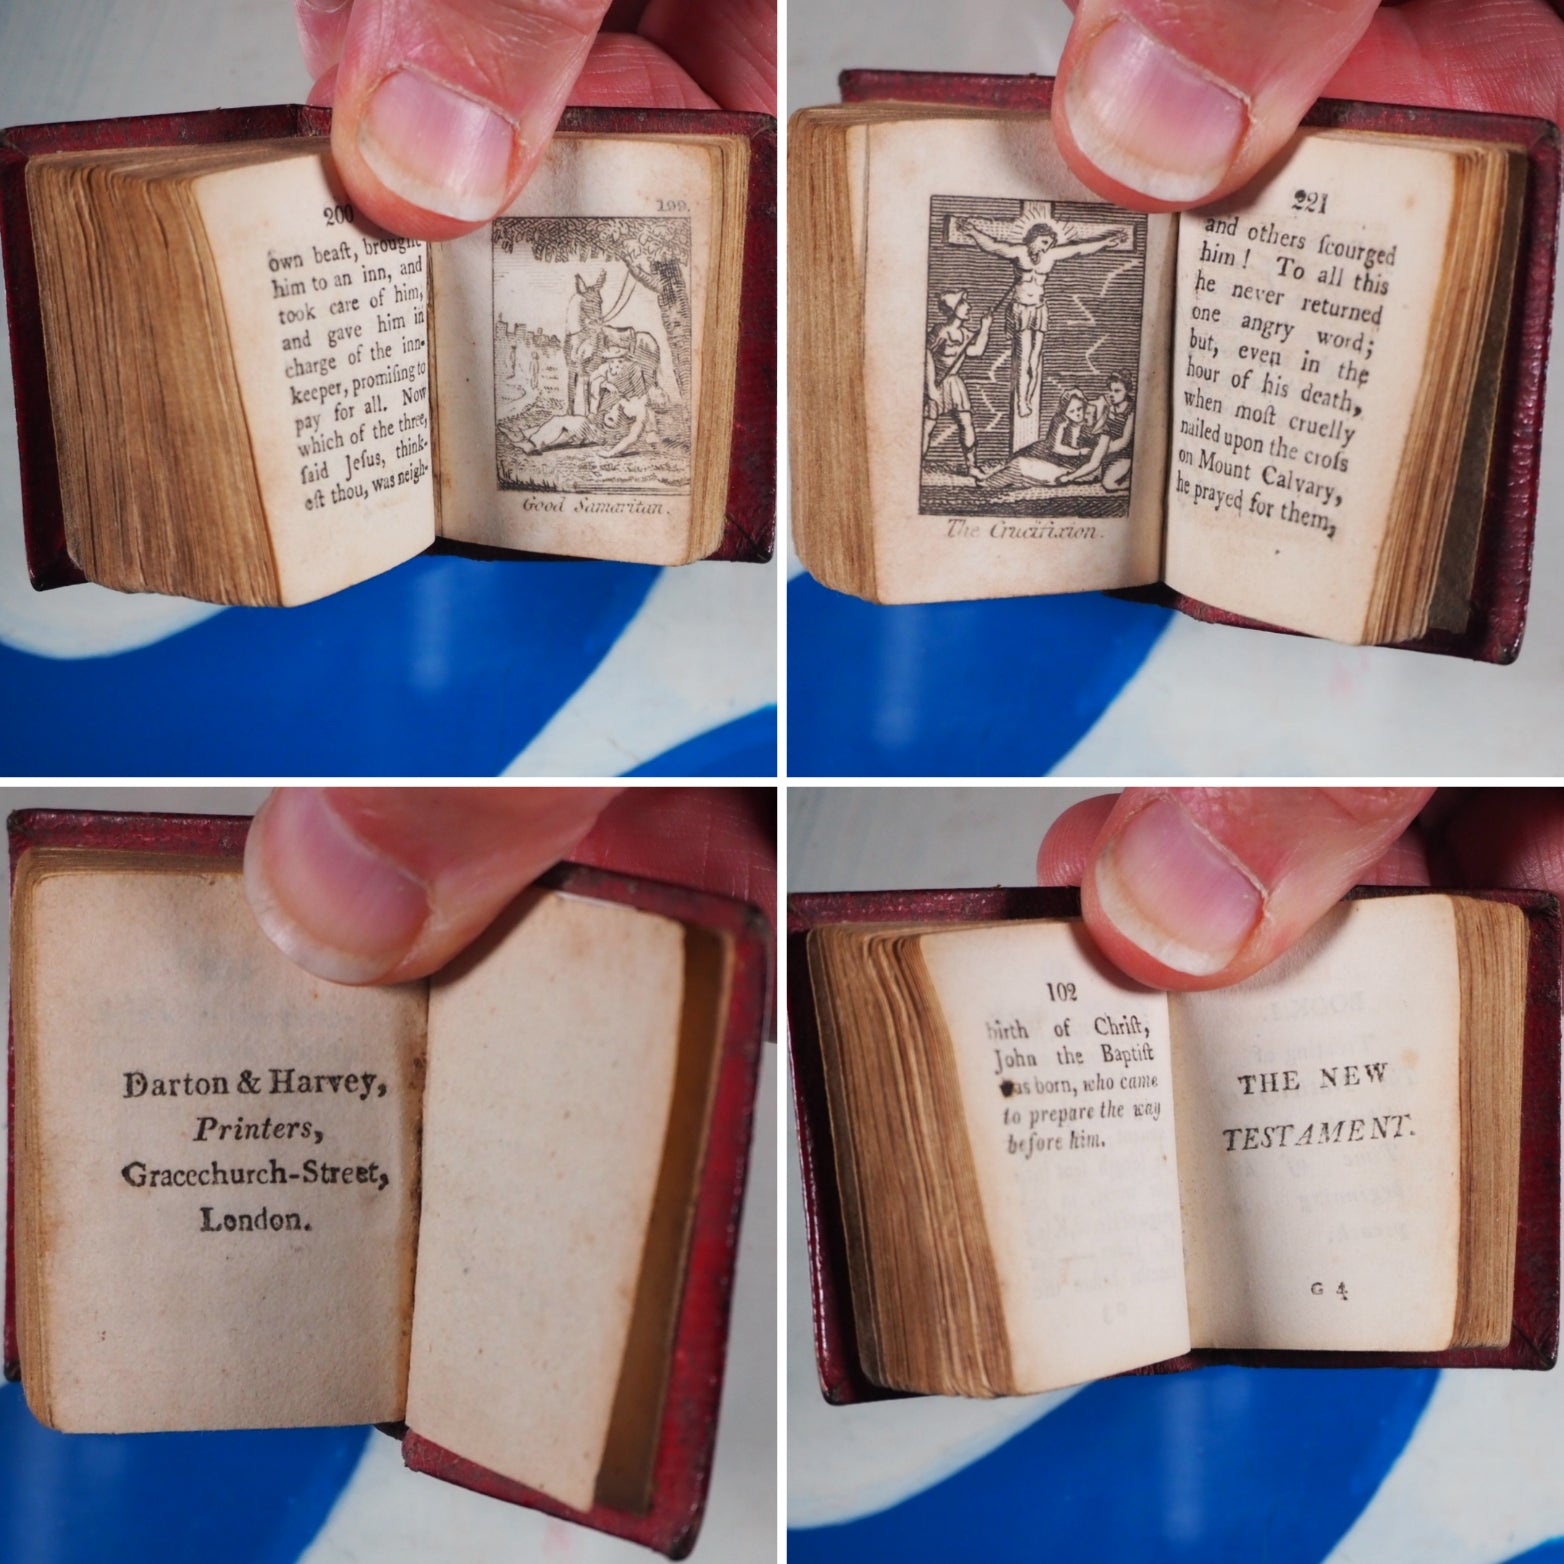 200
own beaſt, brought
him to an inn, and
took care of him,
and gave him in
charge of the inn-
keeper, promiſing to
pay for all. Now
which of the three,
ſaid Jeſus, think-
eſt thou, was neigh-
199.
Good Samaritan.
The Crucifixion.
221
and others ſcourged
him! To all this
he never returned
one angry word;
but, even in the
hour of his death,
when moſt cruelly
nailed upon the croſs
on Mount Calvary,
he prayed for them,
Darton & Harvey,
Printers,
Gracechurch-Street,
London.
102
birth of Chriſt,
John the Baptiſt
was born, who came
to prepare the way
before him.
THE NEW
TESTAMENT.
G 4